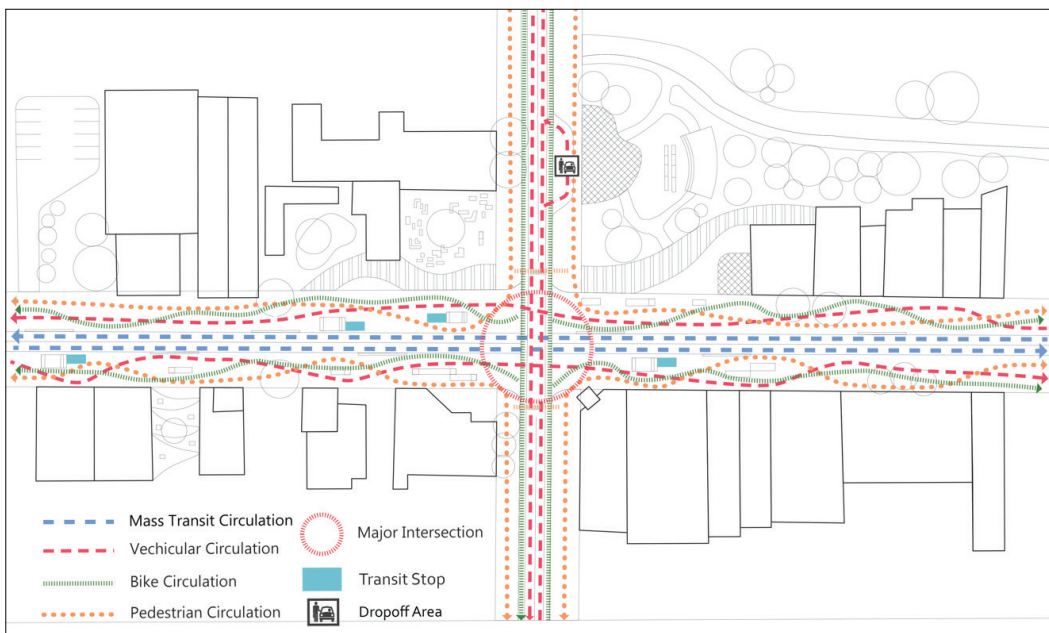 Mass Transit Circulation
Vechicular Circulation
Bike Circulation
Pedestrian Circulation
Major Intersection
Transit Stop
Dropoff Area